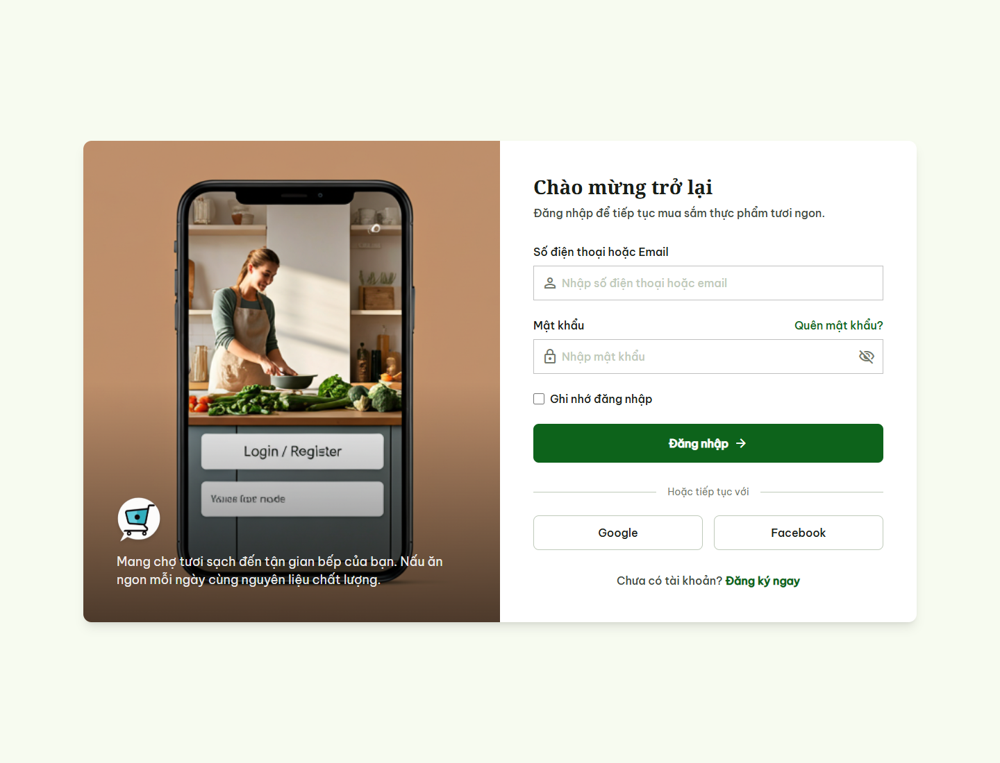 Login / Register
Mang chợ tươi sạch đến tận gian bếp của bạn. Nấu ăn
ngon mỗi ngày cùng nguyên liệu chất lượng.
Chào mừng trở lại
Đăng nhập để tiếp tục mua sắm thực phẩm tươi ngon.
Số điện thoại hoặc Email
Nhập số điện thoại hoặc email
Mật khẩu
Quên mật khẩu?
Nhập mật khẩu
Ghi nhớ đăng nhập
Đăng nhập
Hoặc tiếp tục với
Google
Facebook
Chưa có tài khoản? Đăng ký ngay